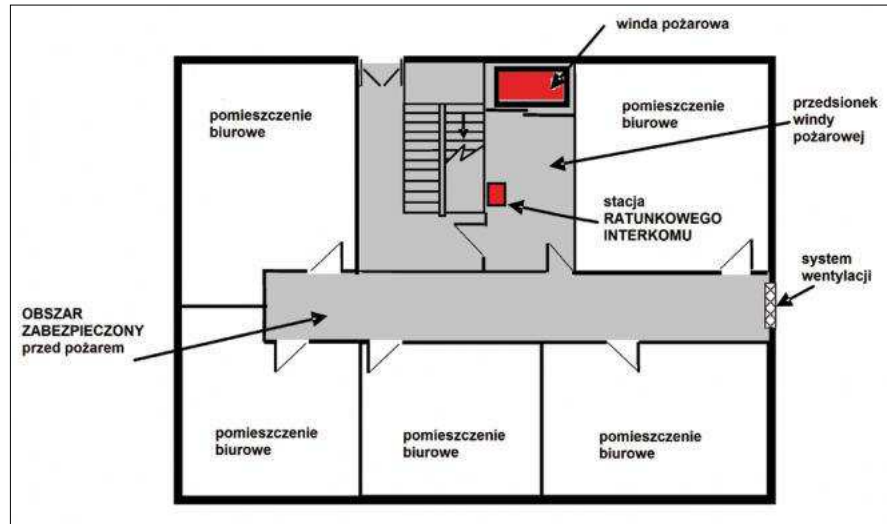 winda pożarowa
pomieszczenie
biurowe
pomieszczenie
biurowe
przedsionek
windy
pożarowej
stacja
RATUNKOWEGO
INTERKOMU
system
wentylacji
OBSZAR
ZABEZPIECZONY
przed pożarem
pomieszczenie
biurowe
pomieszczenie
biurowe
pomieszczenie
biurowe